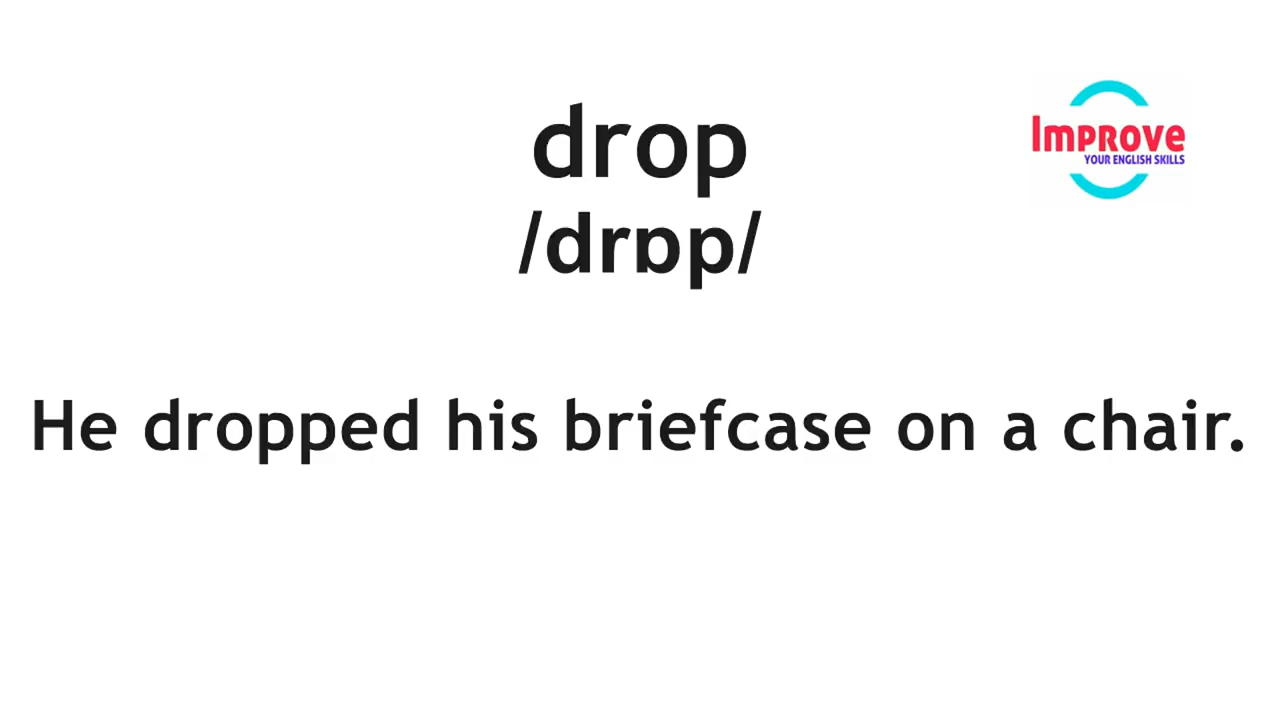 drop
/drɒp/
Improve
YOUR ENGLISH SKILLS
He dropped his briefcase on a chair.